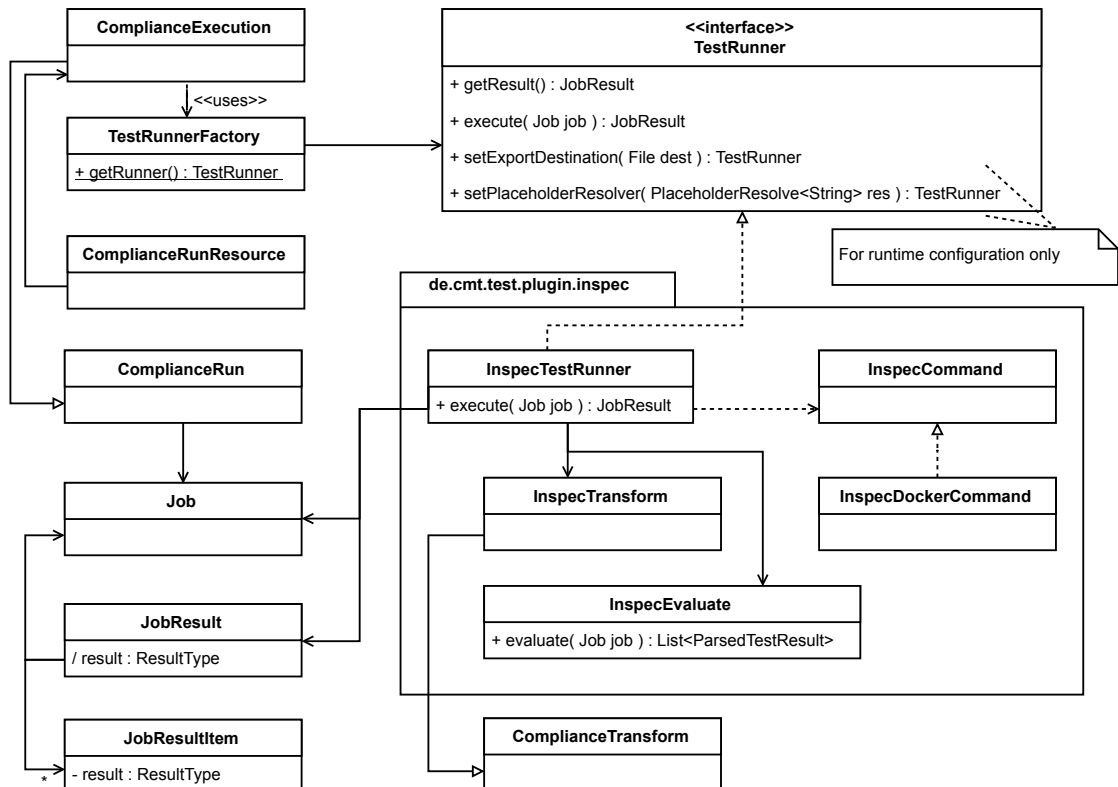 ComplianceExecution
<<interface>>
TestRunner
+ getResult() : JobResult
+ execute( Job job ) : JobResult
+ setExportDestination( File dest ) : TestRunner
+ setPlaceholderResolver( PlaceholderResolve<String> res ) : TestRunner
<<uses>>
TestRunnerFactory
+ getRunner() : TestRunner
For runtime configuration only
ComplianceRunResource
de.cmt.test.plugin.inspec
ComplianceRun
InspecTestRunner
+ execute( Job job ) : JobResult
InspecCommand
Job
InspecTransform
InspecDockerCommand
JobResult
/ result : ResultType
InspecEvaluate
+ evaluate( Job job ) : List<ParsedTestResult>
JobResultItem
- result : ResultType
*
ComplianceTransform